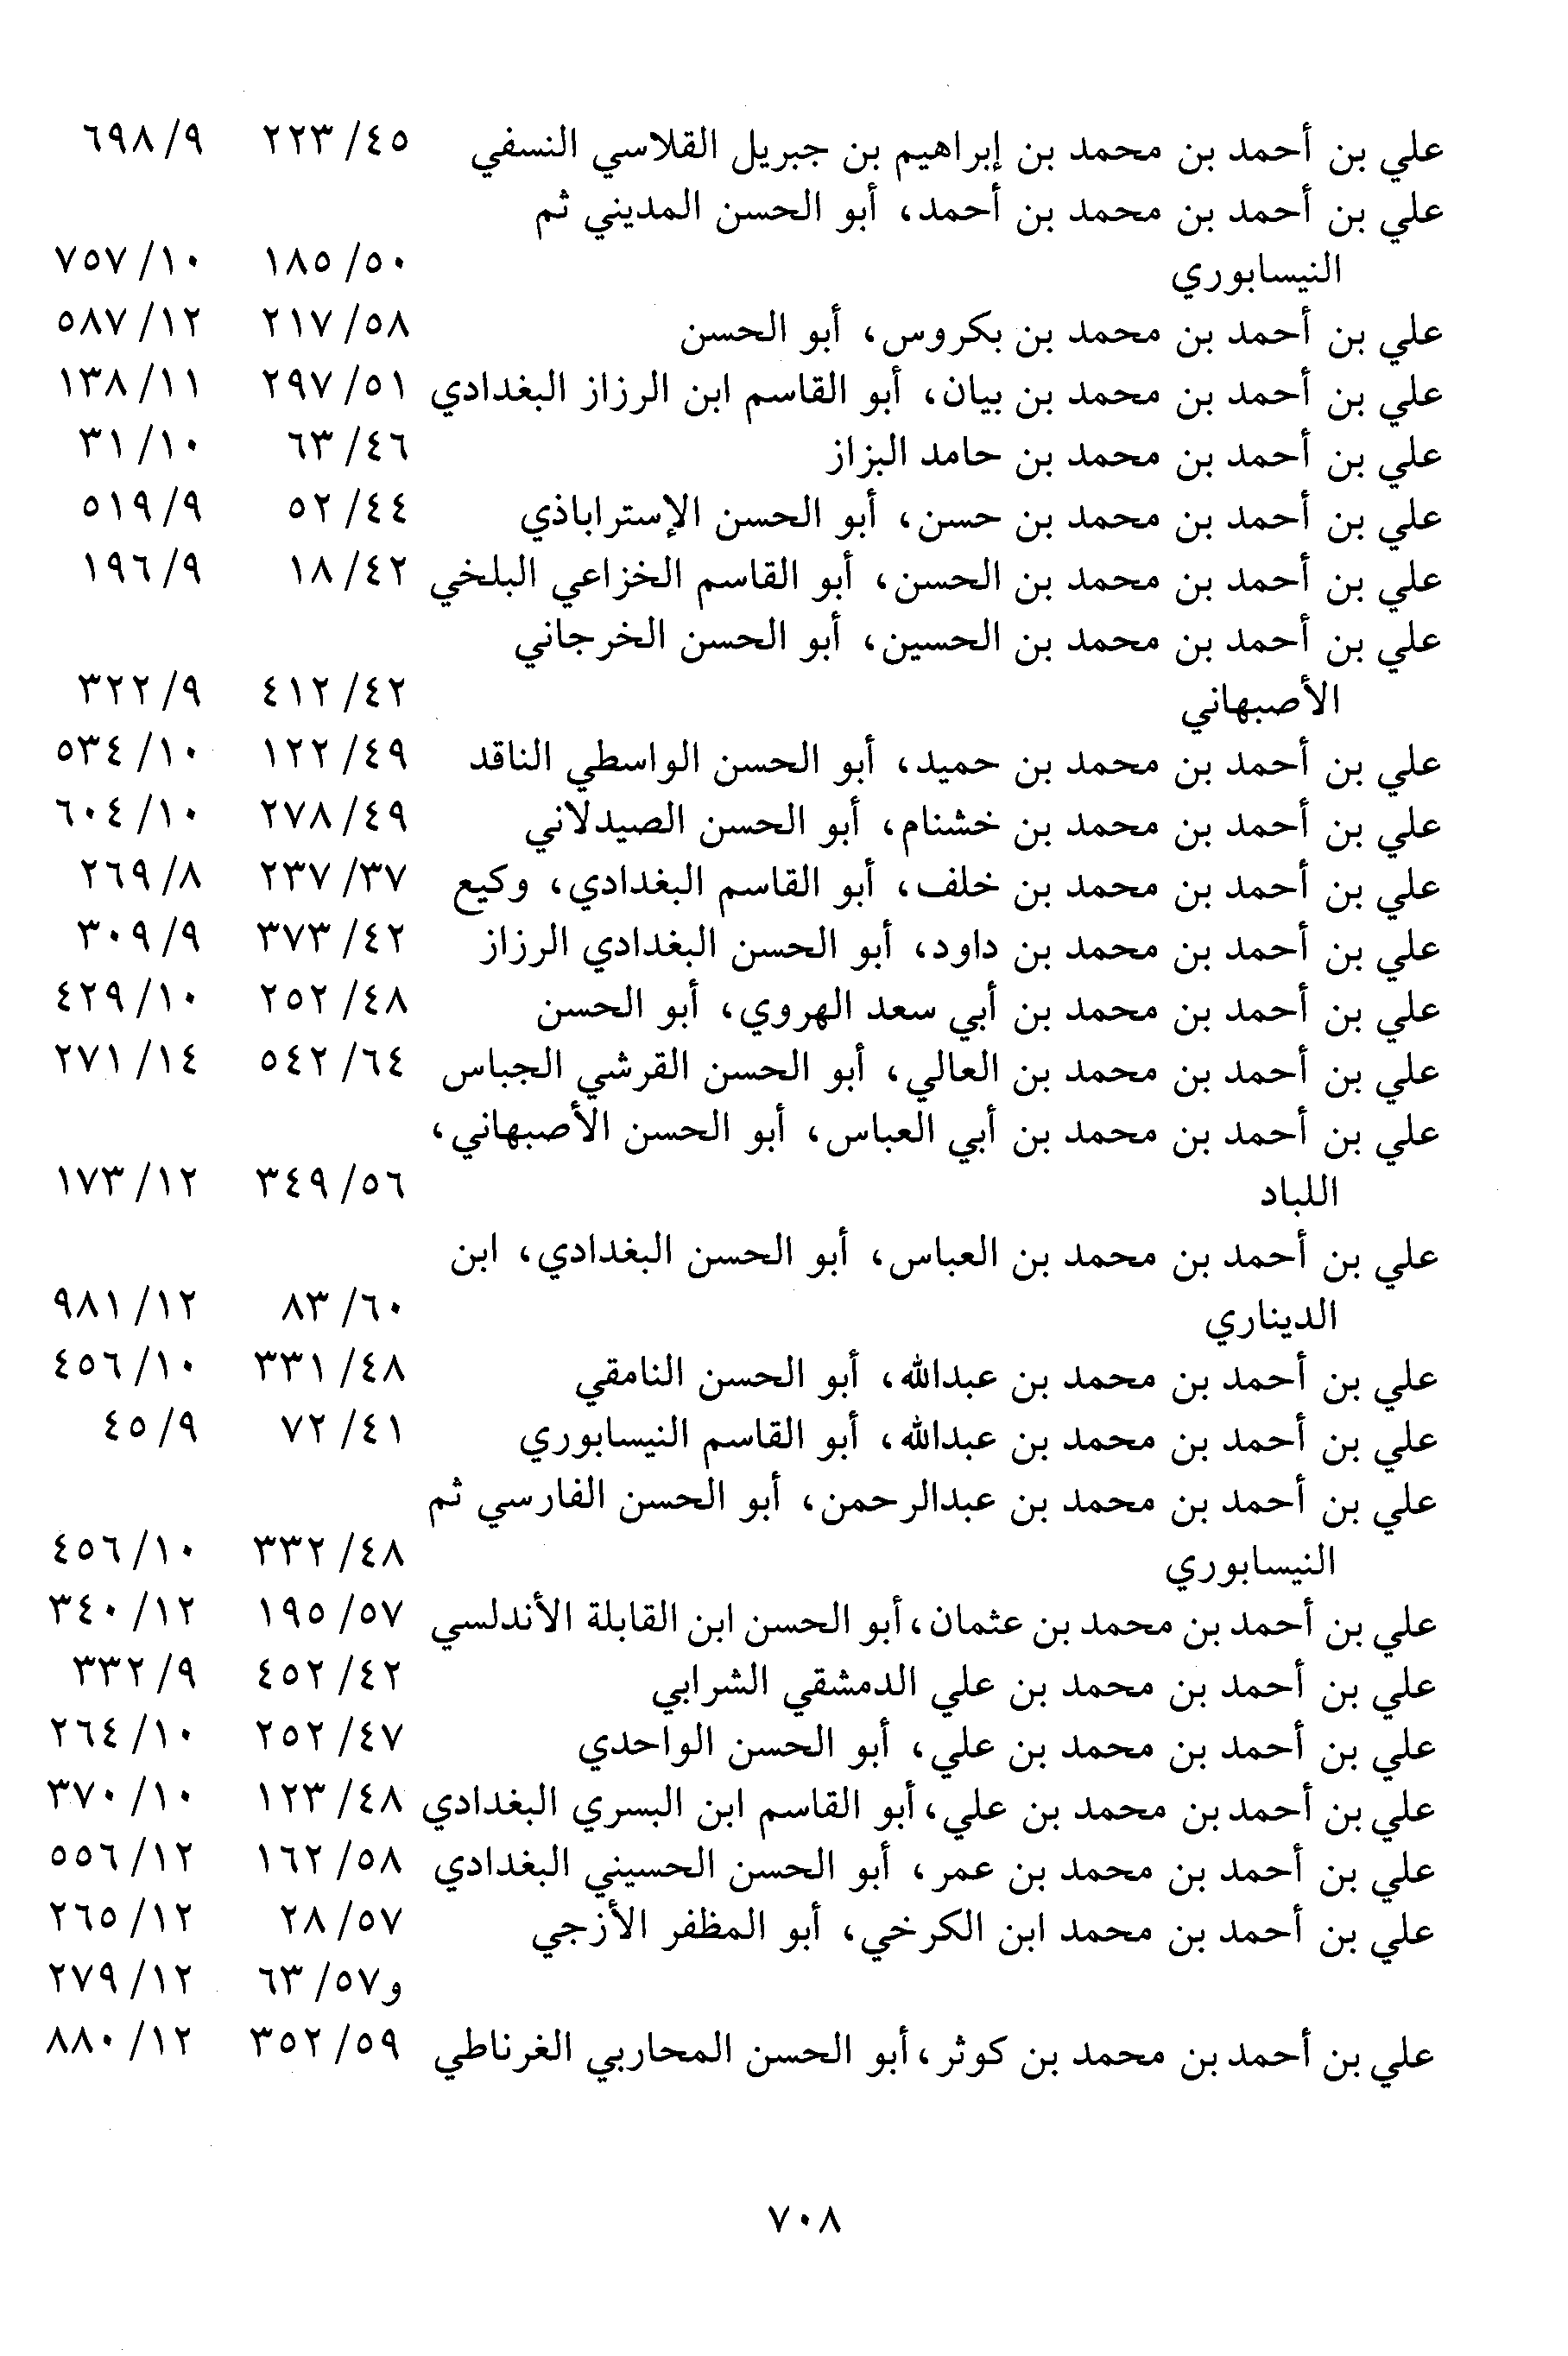 علي بن أحمد بن محمد بن إبراهيم بن جبريل القلاسي النسفي ٤٥/ ٢٢٣ ٩/ ٦٩٨
علي بن أحمد بن محمد بن أحمد، أبو الحسن المديني ثم
النيسابوري ٥٠/ ١٨٥ ١٠/ ٧٥٧
علي بن أحمد بن محمد بن بكروس، أبو الحسن ٥٨/ ٢١٧ ١٢/ ٥٨٧
علي بن أحمد بن محمد بن بيان، أبو القاسم ابن الرزاز البغدادي ٥١/ ٢٩٧ ١١/ ١٣٨
علي بن أحمد بن محمد بن حامد البزاز ٤٦/ ٦٣ ١٠/ ٣١
علي بن أحمد بن محمد بن حسن، أبو الحسن الإستراباذي ٤٤/ ٥٢ ٩/ ٥١٩
علي بن أحمد بن محمد بن الحسن، أبو القاسم الخزاعي البلخي ٤٢/ ١٨ ٩/ ١٩٦
علي بن أحمد بن محمد بن الحسين، أبو الحسن الخرجاني
الأصبهاني ٤٢/ ٤١٢ ٩/ ٣٢٢
علي بن أحمد بن محمد بن حميد، أبو الحسن الواسطي الناقد ٤٩/ ١٢٢ ١٠/ ٥٣٤
علي بن أحمد بن محمد بن خشنام، أبو الحسن الصيدلاني ٤٩/ ٢٧٨ ١٠/ ٦٠٤
علي بن أحمد بن محمد بن خلف، أبو القاسم البغدادي، وكيع ٣٧/ ٢٣٧ ٨/ ٢٦٩
علي بن أحمد بن محمد بن داود، أبو الحسن البغدادي الرزاز ٤٢/ ٣٧٣ ٩/ ٣٠٩
علي بن أحمد بن محمد بن أبي سعد الهروي، أبو الحسن ٤٨/ ٢٥٢ ١٠/ ٤٢٩
علي بن أحمد بن محمد بن العالي، أبو الحسن القرشي الجباس ٦٤/ ٥٤٢ ١٤/ ٢٧١
علي بن أحمد بن محمد بن أبي العباس، أبو الحسن الأصبهاني،
اللباد ٥٦/ ٣٤٩ ١٢/ ١٧٣
علي بن أحمد بن محمد بن العباس، أبو الحسن البغدادي، ابن
الديناري ٦٠/ ٨٣ ١٢/ ٩٨١
علي بن أحمد بن محمد بن عبدالله، أبو الحسن النامقي ٤٨/ ٣٣١ ١٠/ ٤٥٦
علي بن أحمد بن محمد بن عبدالله، أبو القاسم النيسابوري ٤١/ ٧٢ ٩/ ٤٥
علي بن أحمد بن محمد بن عبدالرحمن، أبو الحسن الفارسي ثم
النيسابوري ٤٨/ ٣٣٢ ١٠/ ٤٥٦
علي بن أحمد بن محمد بن عثمان، أبو الحسن ابن القابلة الأندلسي ٥٧/ ١٩٥ ١٢/ ٣٤٠
علي بن أحمد بن محمد بن علي الدمشقي الشرابي ٤٢/ ٤٥٢ ٩/ ٣٣٢
علي بن أحمد بن محمد بن علي، أبو الحسن الواحدي ٤٧/ ٢٥٢ ١٠/ ٢٦٤
علي بن أحمد بن محمد بن علي، أبو القاسم ابن البسري البغدادي ٤٨/ ١٢٣ ١٠/ ٣٧٠
علي بن أحمد بن محمد بن عمر، أبو الحسن الحسيني البغدادي ٥٨/ ١٦٢ ١٢/ ٥٥٦
علي بن أحمد بن محمد ابن الكرخي، أبو المظفر الأزجي ٥٧/ ٢٨ ١٢/ ٢٦٥
و٥٧/ ٦٣ ١٢/ ٢٧٩
علي بن أحمد بن محمد بن كوثر، أبو الحسن المحاربي الغرناطي ٥٩/ ٣٥٢ ١٢/ ٨٨٠
٧٠٨